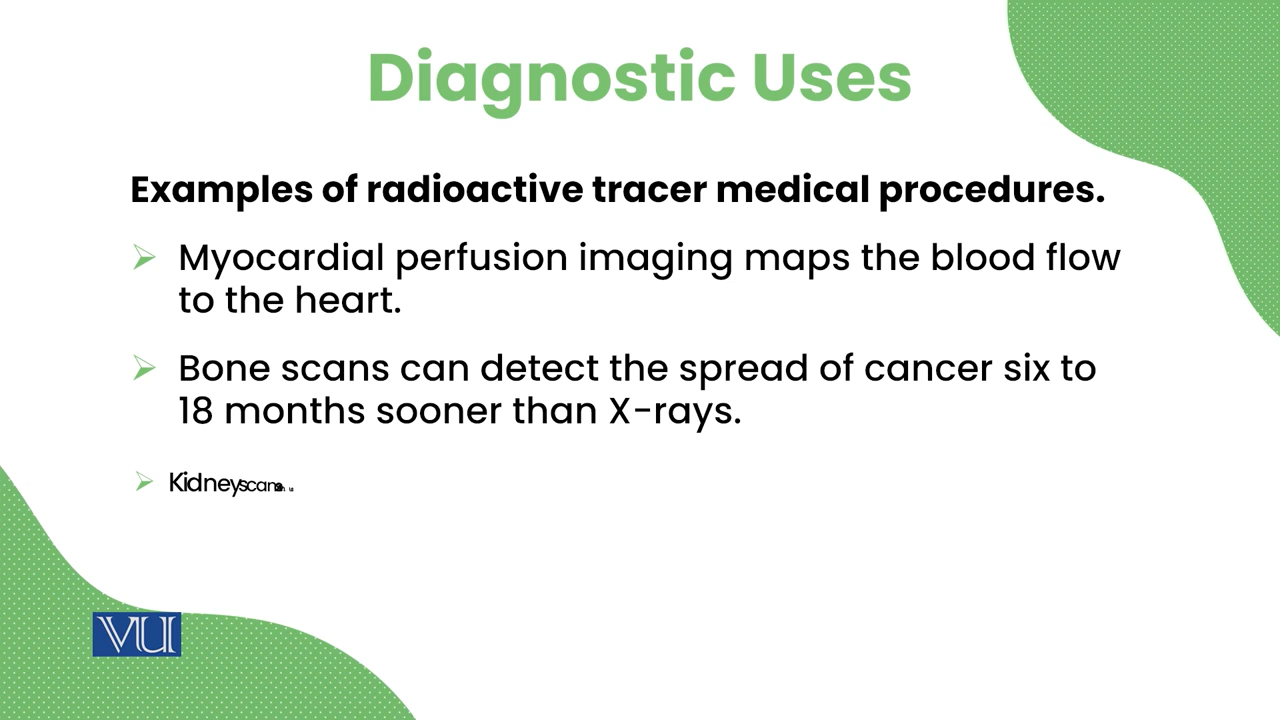 Diagnostic Uses
Examples of radioactive tracer medical procedures.
Myocardial perfusion imaging maps the blood flow
to the heart.
Bone scans can detect the spread of cancer six to
18 months sooner than X-rays.
Kidney scans
VU